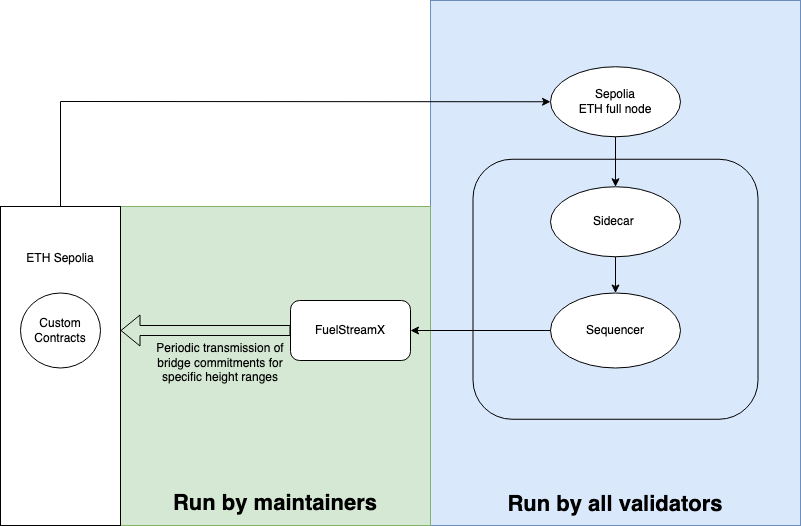 Sepolia
ETH full node
Sidecar
ETH Sepolia
Custom
Contracts
FuelStreamX
Sequencer
Periodic transmission of
bridge commitments for
specific height ranges
Run by maintainers
Run by all validators